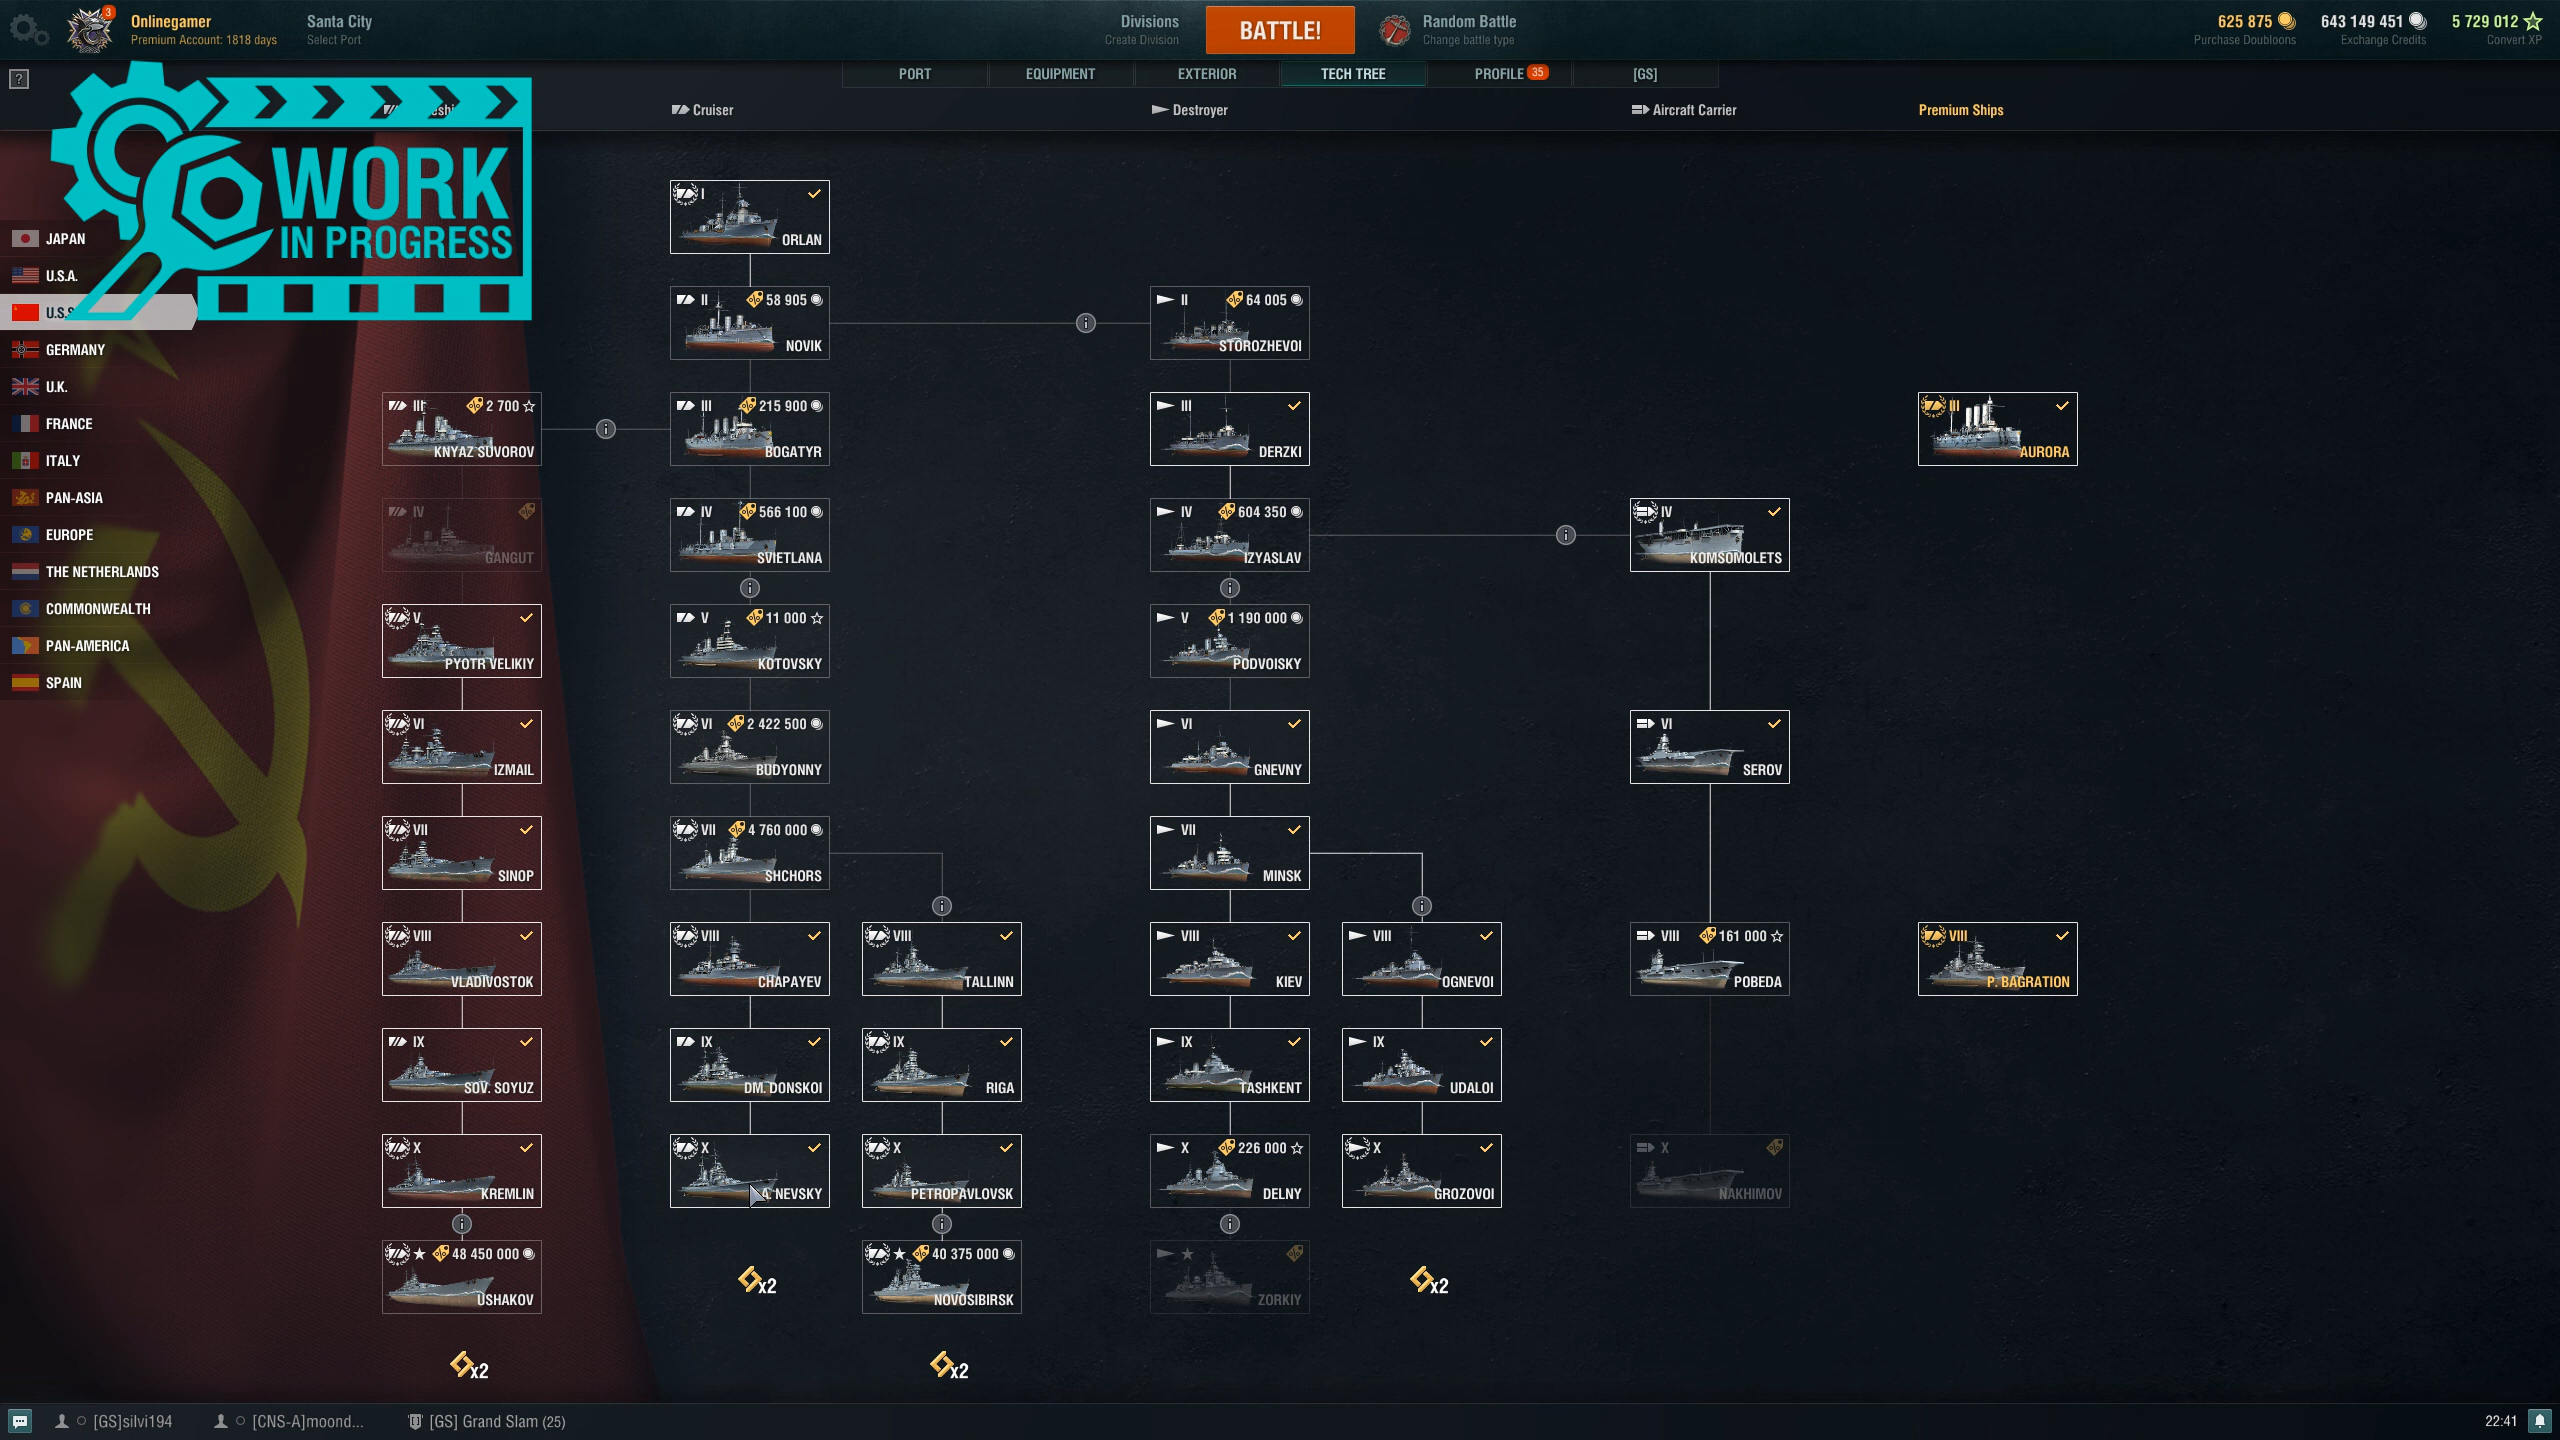 3
Onlinegamer
Premium Account: 1818 days
Santa City
Select Port
Divisions
Create Division
BATTLE!
Random Battle
Change battle type
625 875
Purchase Doubloons
643 149 451
Exchange Credits
5 729 012
Convert XP
?
PORT
EQUIPMENT
EXTERIOR
TECH TREE
PROFILE 35
[GS]
Cruiser
Destroyer
Aircraft Carrier
Premium Ships
WORK
IN PROGRESS
JAPAN
U.S.A.
U.S.S
GERMANY
U.K.
FRANCE
ITALY
PAN-ASIA
EUROPE
THE NETHERLANDS
COMMONWEALTH
PAN-AMERICA
SPAIN
I
ORLAN
II 58 905
NOVIK
II 64 005
STOROZHEVOI
III 2 700
KNYAZ SUVOROV
III 215 900
BOGATYR
III
DERZKI
III
AURORA
IV
GANGUT
IV 566 100
SVIETLANA
IV 604 350
IZYASLAV
IV
KOMSOMOLETS
V
PYOTR VELIKIY
V 11 000
KOTOVSKY
V 1 190 000
PODVOISKY
VI
IZMAIL
VI 2 422 500
BUDYONNY
VI
GNEVNY
VI
SEROV
VII
SINOP
VII 4 760 000
SHCHORS
VII
MINSK
VIII
VLADIVOSTOK
VIII
CHAPAYEV
VIII
TALLINN
VIII
KIEV
VIII
OGNEVOI
VIII 161 000
POBEDA
VIII
P. BAGRATION
IX
SOV. SOYUZ
IX
DM. DONSKOI
IX
RIGA
IX
TASHKENT
IX
UDALOI
X
KREMLIN
X
A. NEVSKY
X
PETROPAVLOVSK
X 226 000
DELNY
X
GROZOVOI
X
NAKHIMOV
48 450 000
USHAKOV
x2
40 375 000
NOVOSIBIRSK
ZORKIY
x2
x2
x2
[GS]silvi194
[CNS-A]moond...
[GS] Grand Slam (25)
22:41